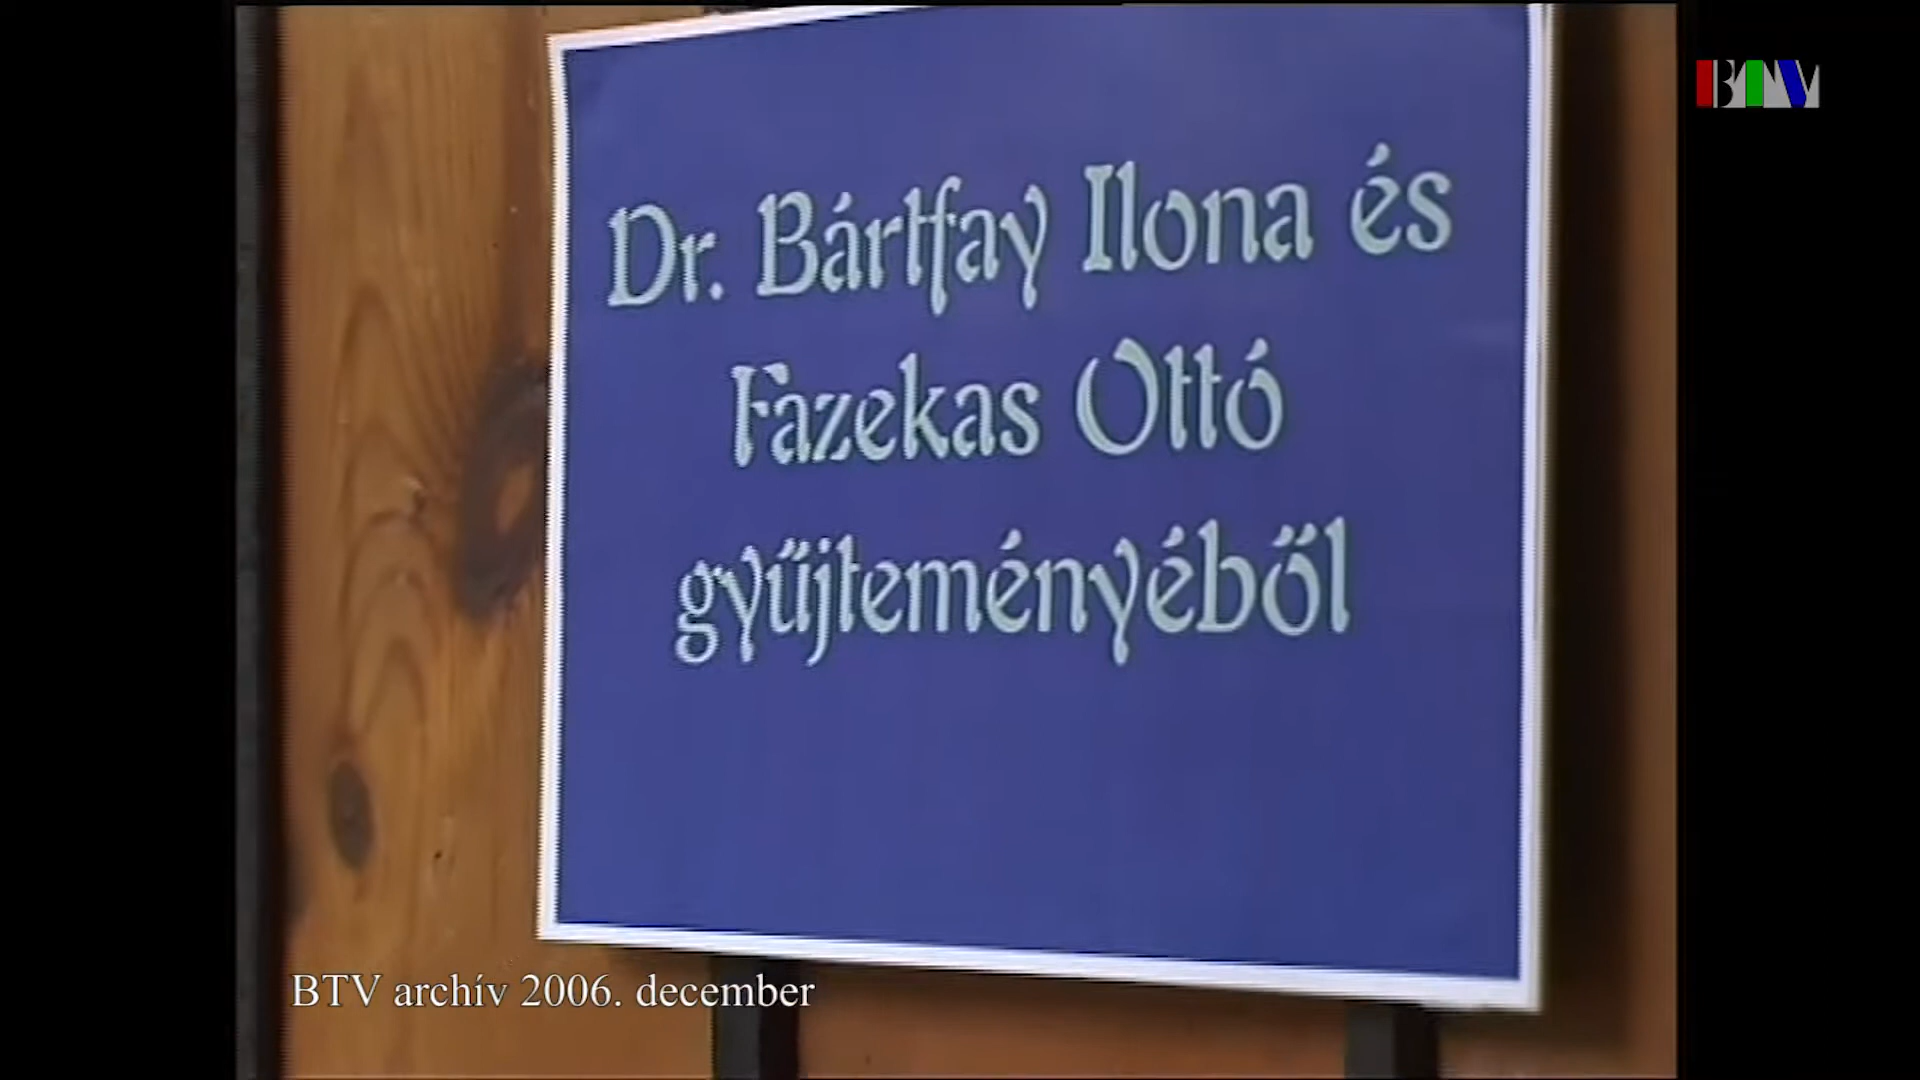 BTV
Dr. Bártfay Ilona és
Fazekas Ottó
gyűjteményéből
BTV archív 2006. december